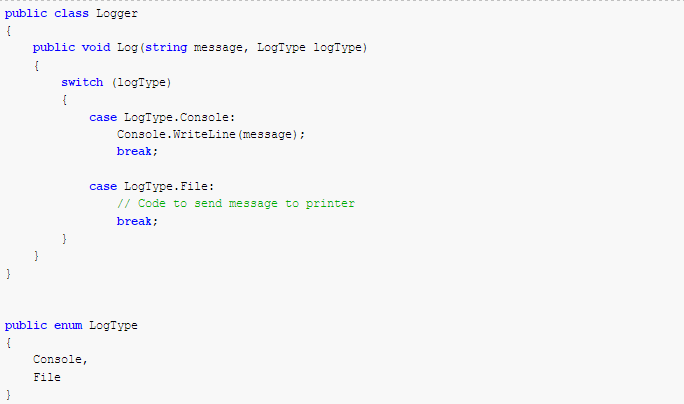 public class Logger
{
    public void Log(string message, LogType logType)
    {
        switch (logType)
        {
            case LogType.Console:
                Console.WriteLine(message);
                break;

            case LogType.File:
                // Code to send message to printer
                break;
        }
    }
}

public enum LogType
{
    Console,
    File
}